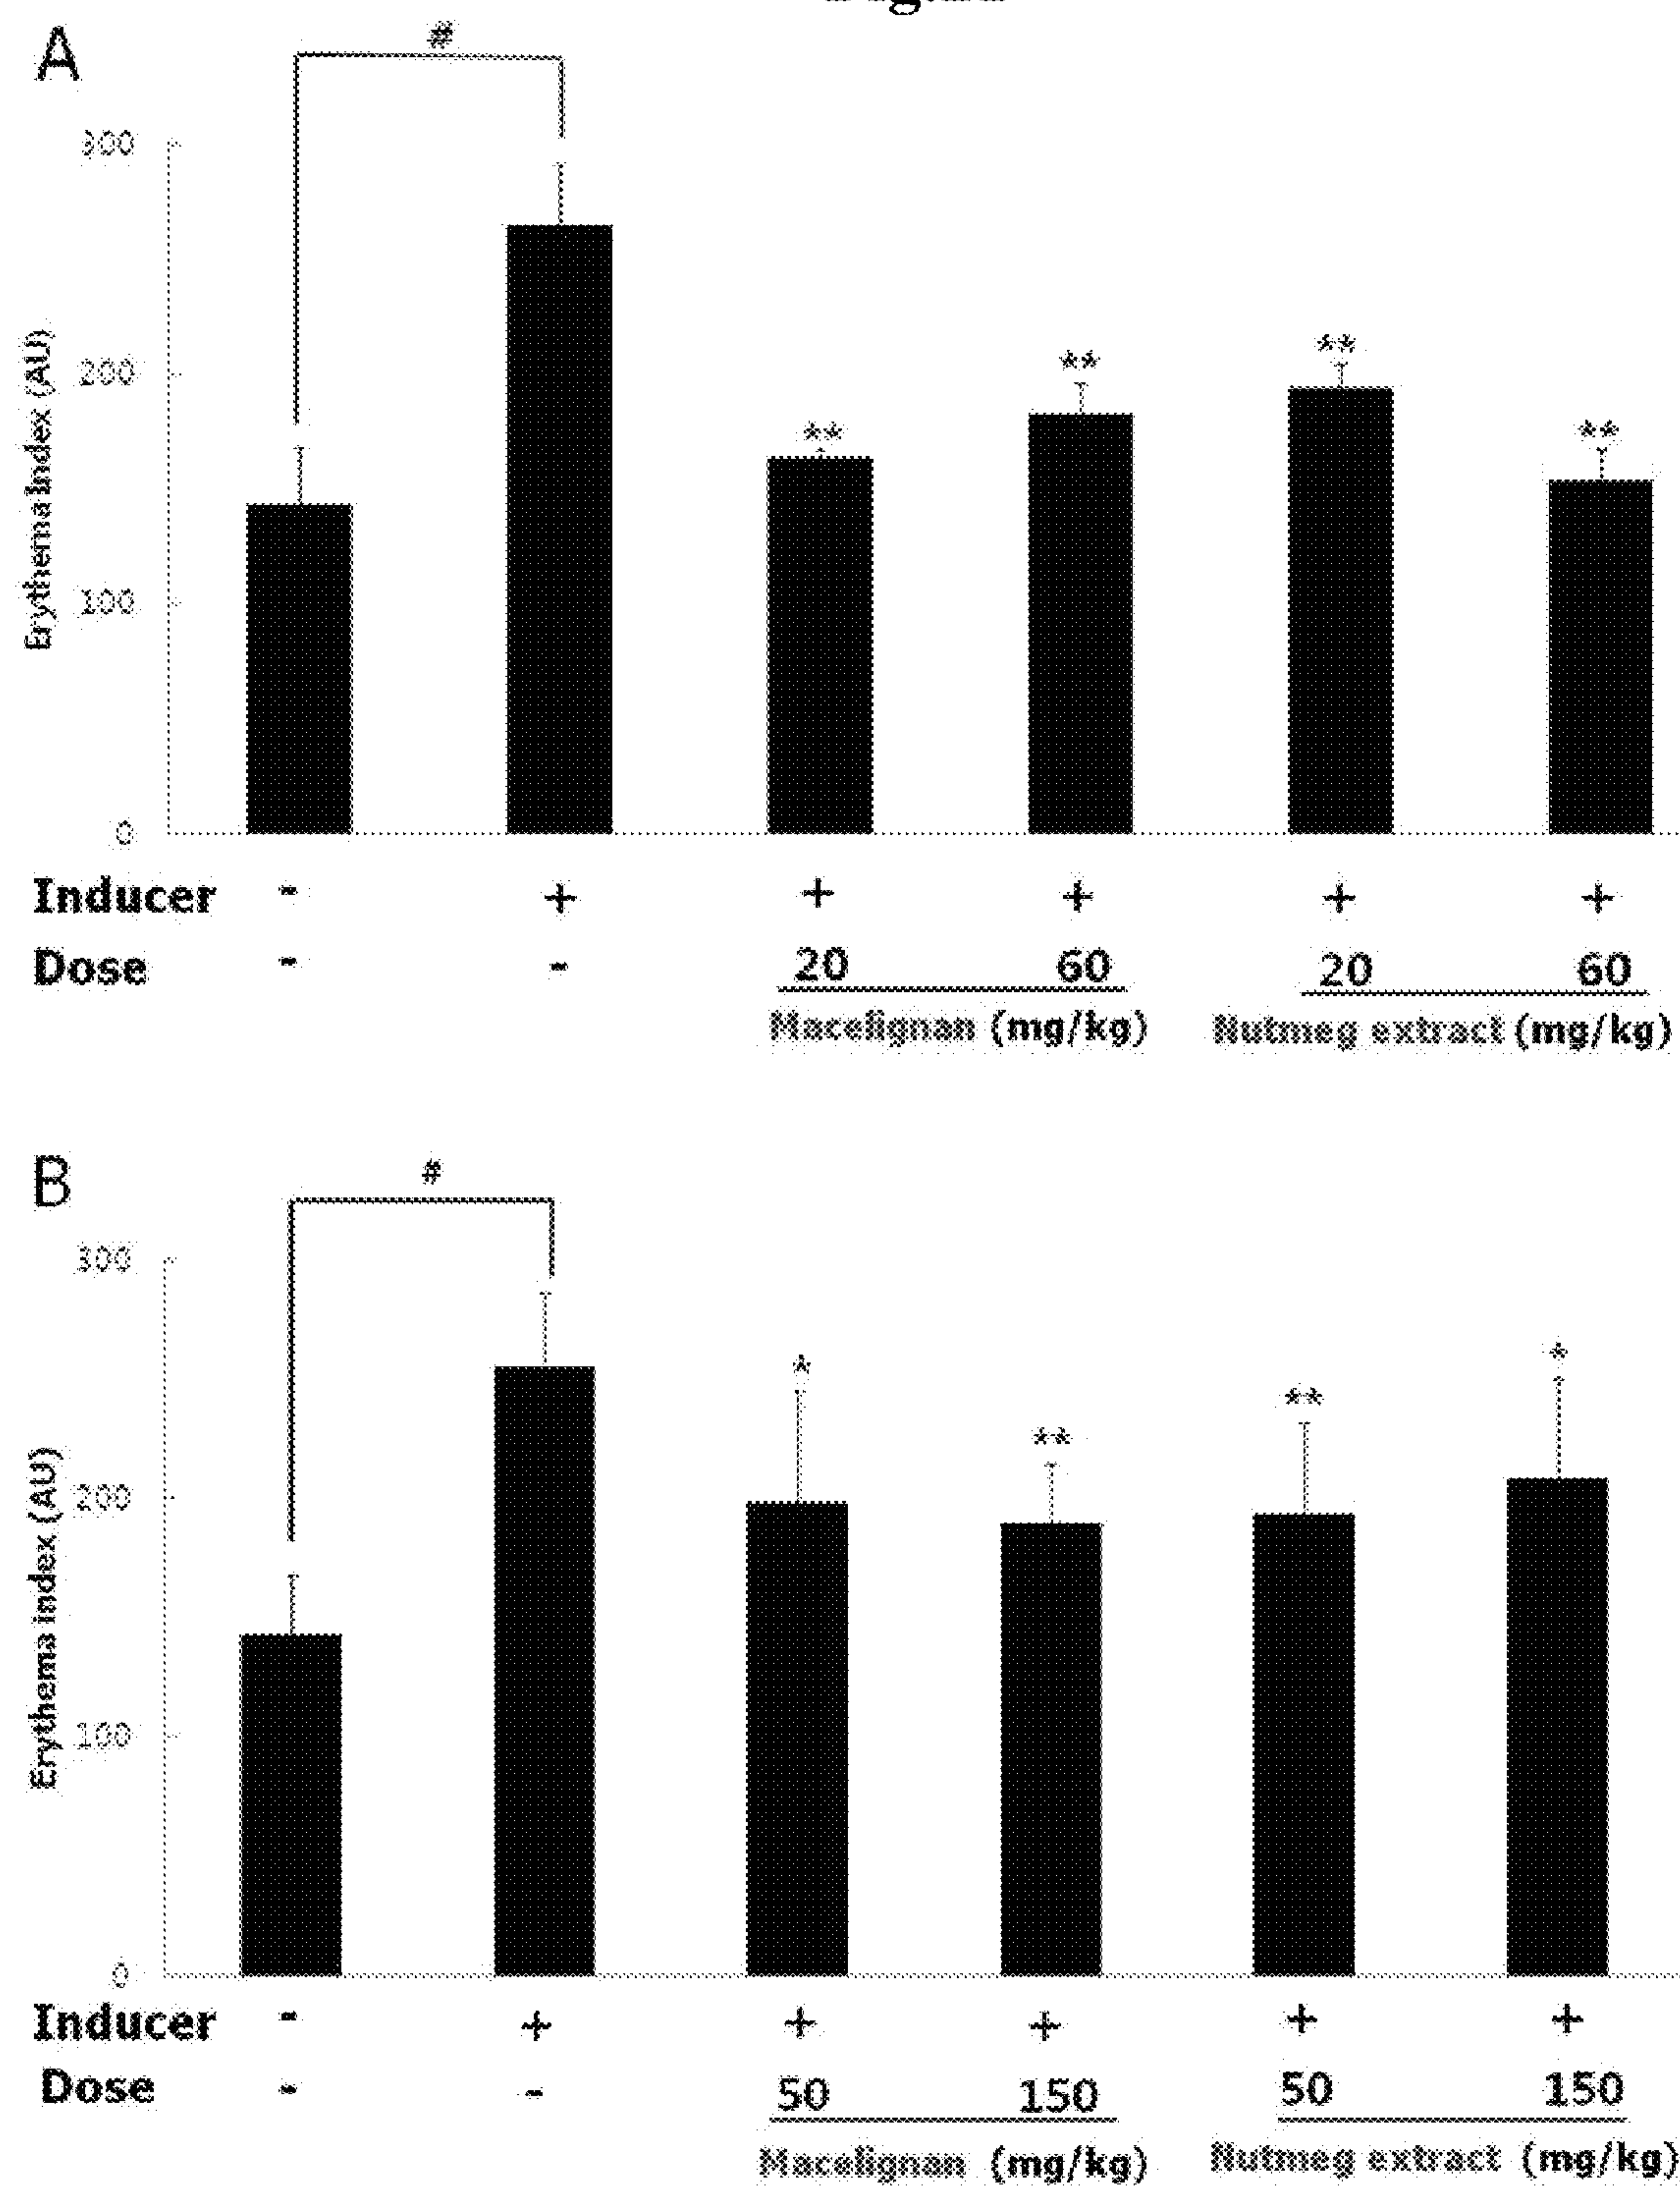 A
#
300
200
100
0
Erythema Index (AU)
**
**
**
**
Inducer - + + + + +
Dose - - 20 60 20 60
Macelignan (mg/kg) Nutmeg extract (mg/kg)
B
#
300
200
100
0
Erythema index (AU)
*
**
**
*
Inducer - + + + + +
Dose - - 50 150 50 150
Macelignan (mg/kg) Nutmeg extract (mg/kg)